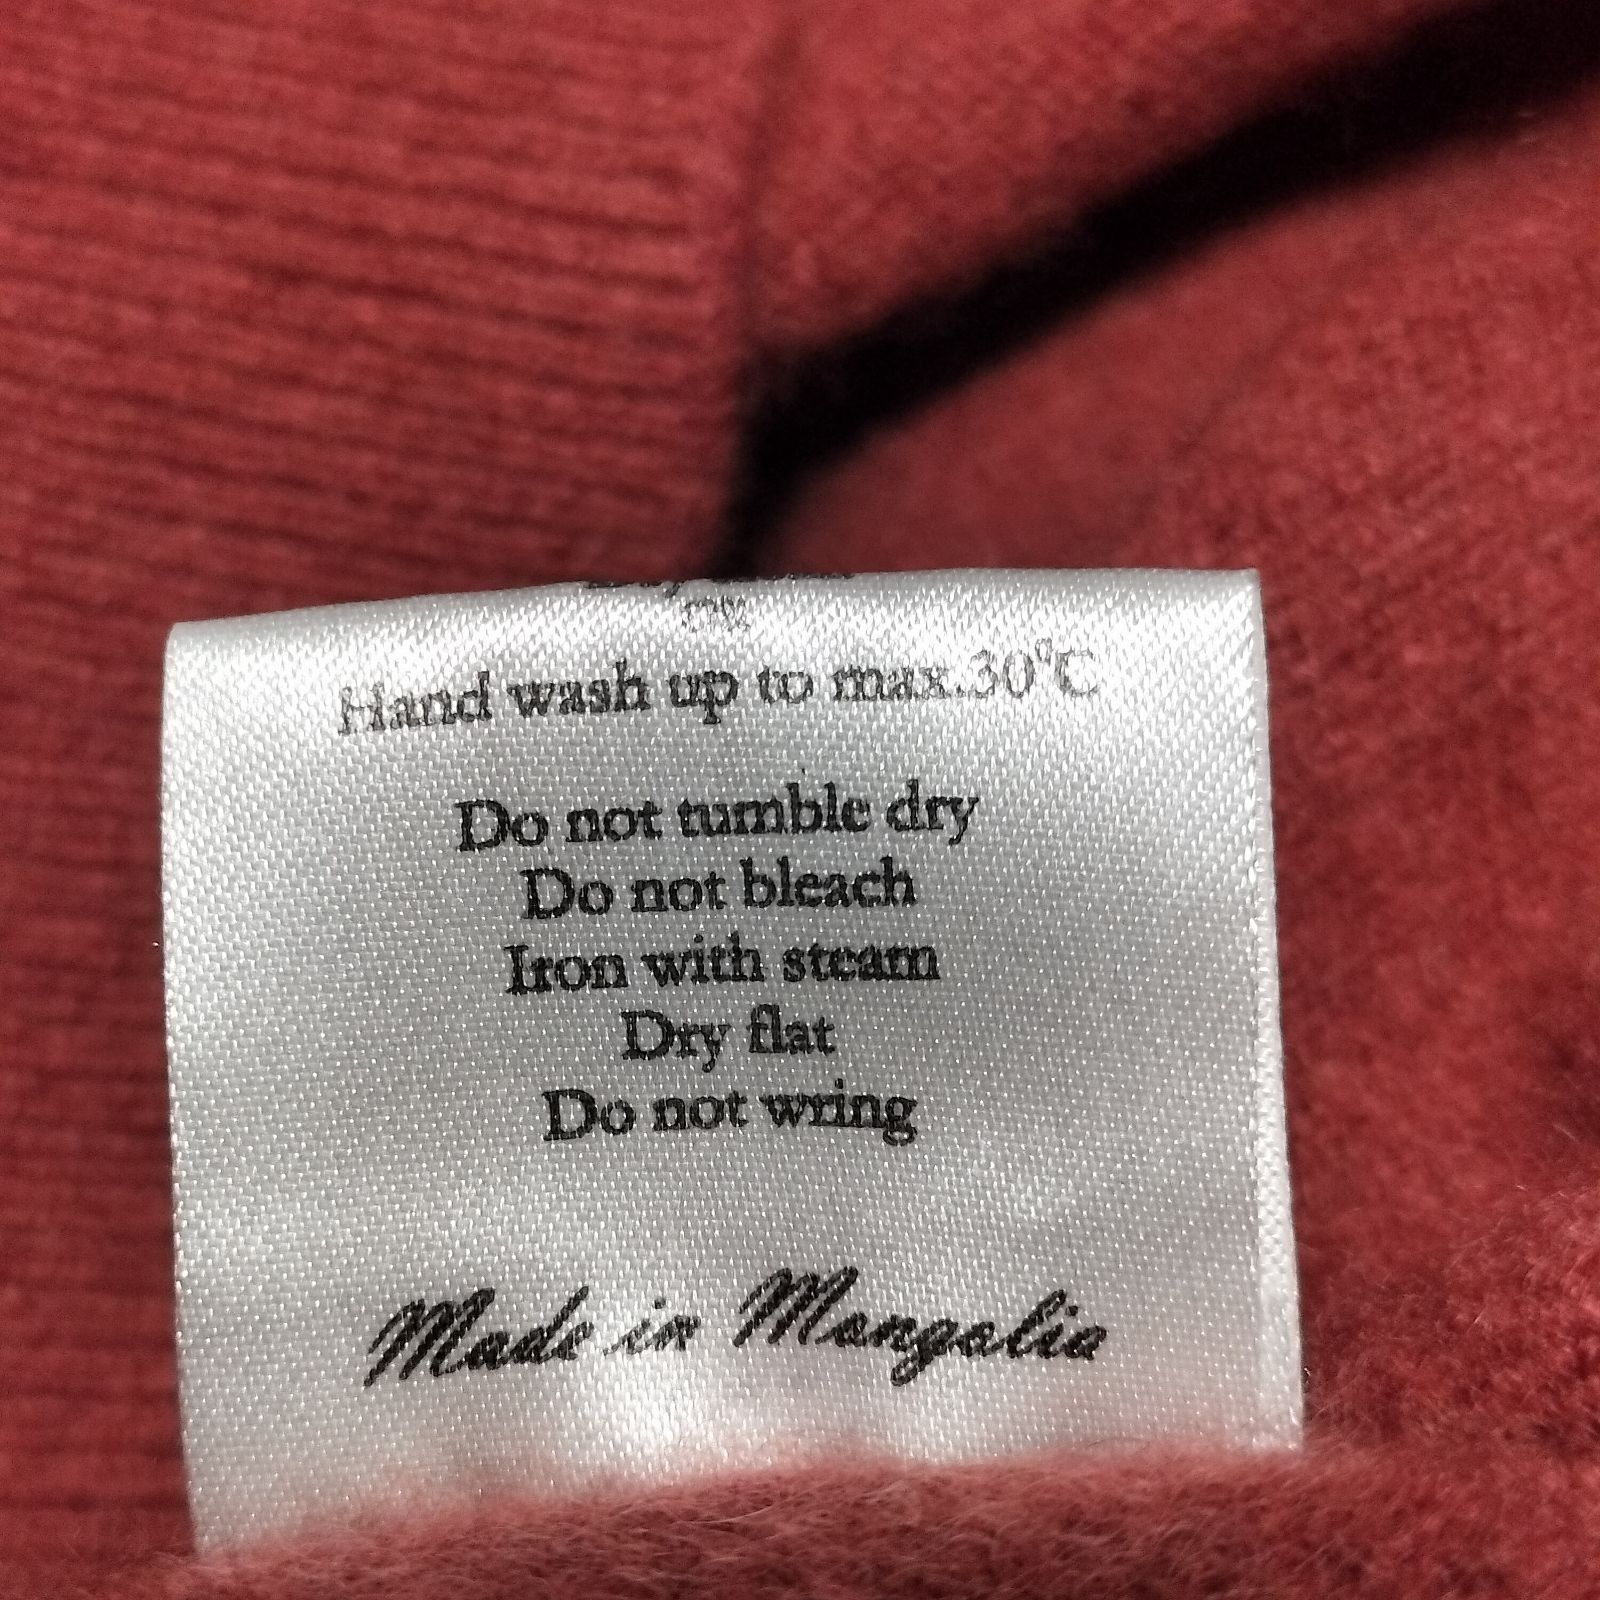 Hand wash up to max.30°C
Do not tumble dry
Do not bleach
Iron with steam
Dry flat
Do not wring
Made in Mongolia